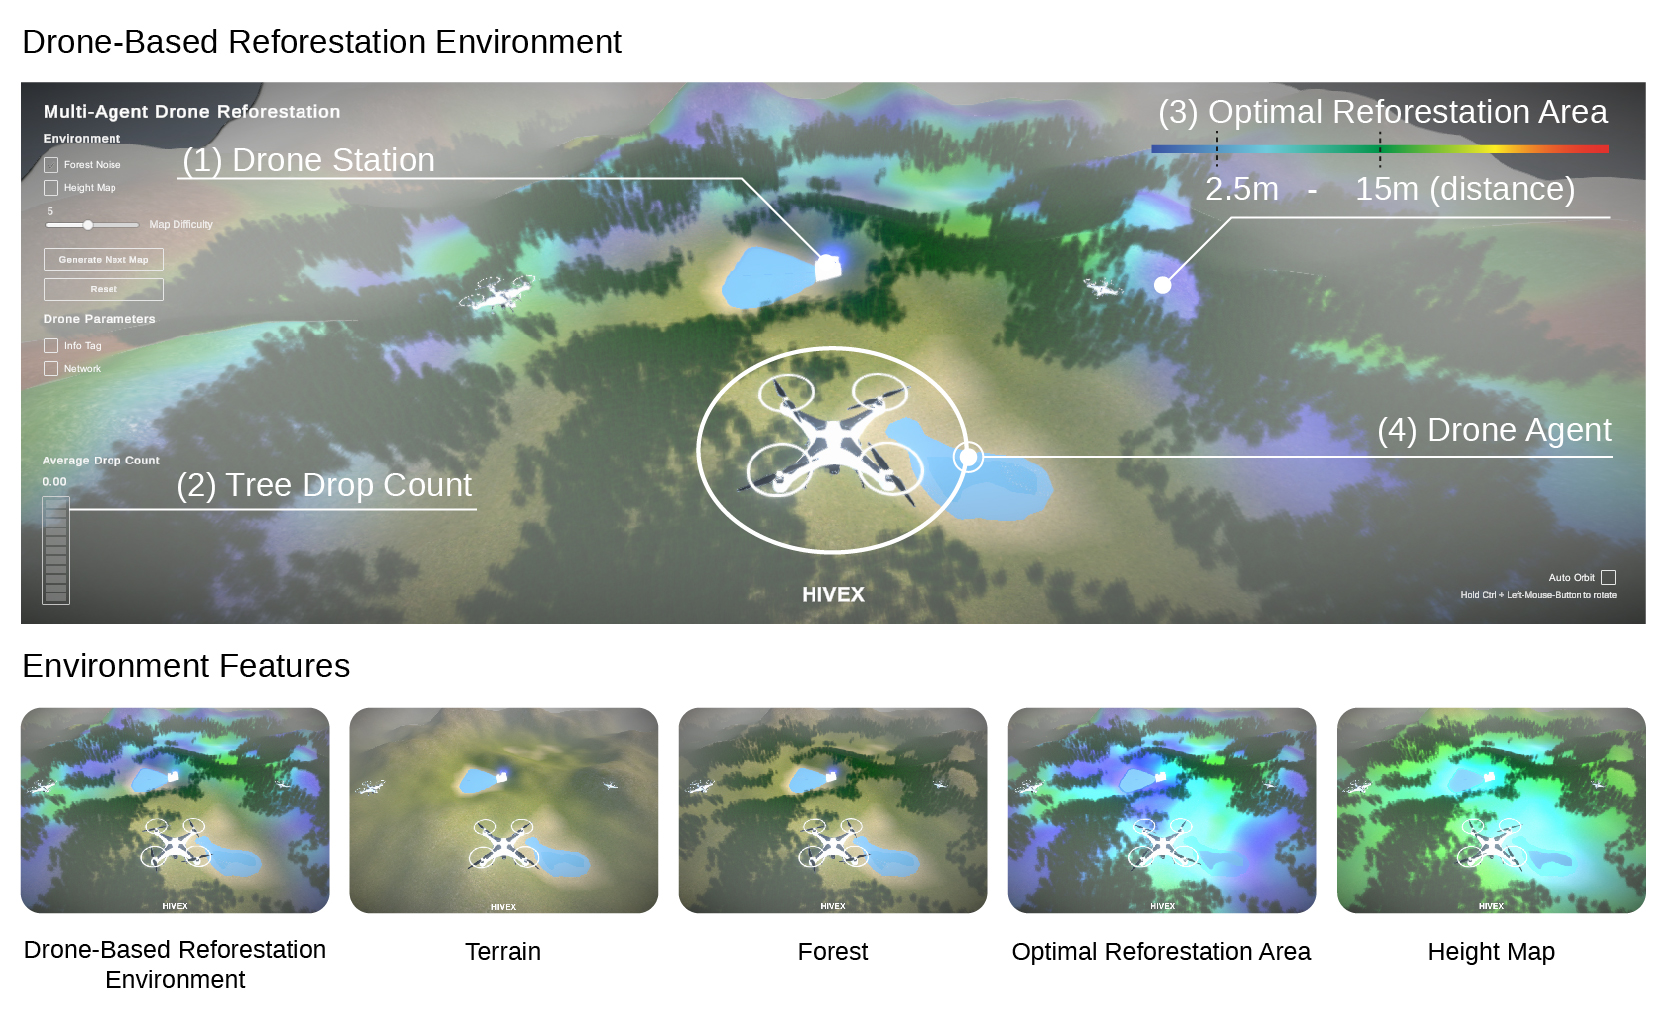 Drone-Based Reforestation Environment
Multi-Agent Drone Reforestation
Environment
Forest Noise
Height Map
5
Map Difficulty
Generate Next Map
Reset
Drone Parameters
Info Tag
Network
Average Drop Count
0.00
(1) Drone Station
(2) Tree Drop Count
(3) Optimal Reforestation Area
2.5m - 15m (distance)
(4) Drone Agent
HIVEX
Auto Orbit
Hold Ctrl + Left-Mouse-Button to rotate
Environment Features
HIVEX
HIVEX
HIVEX
HIVEX
HIVEX
Drone-Based Reforestation
Environment
Terrain
Forest
Optimal Reforestation Area
Height Map